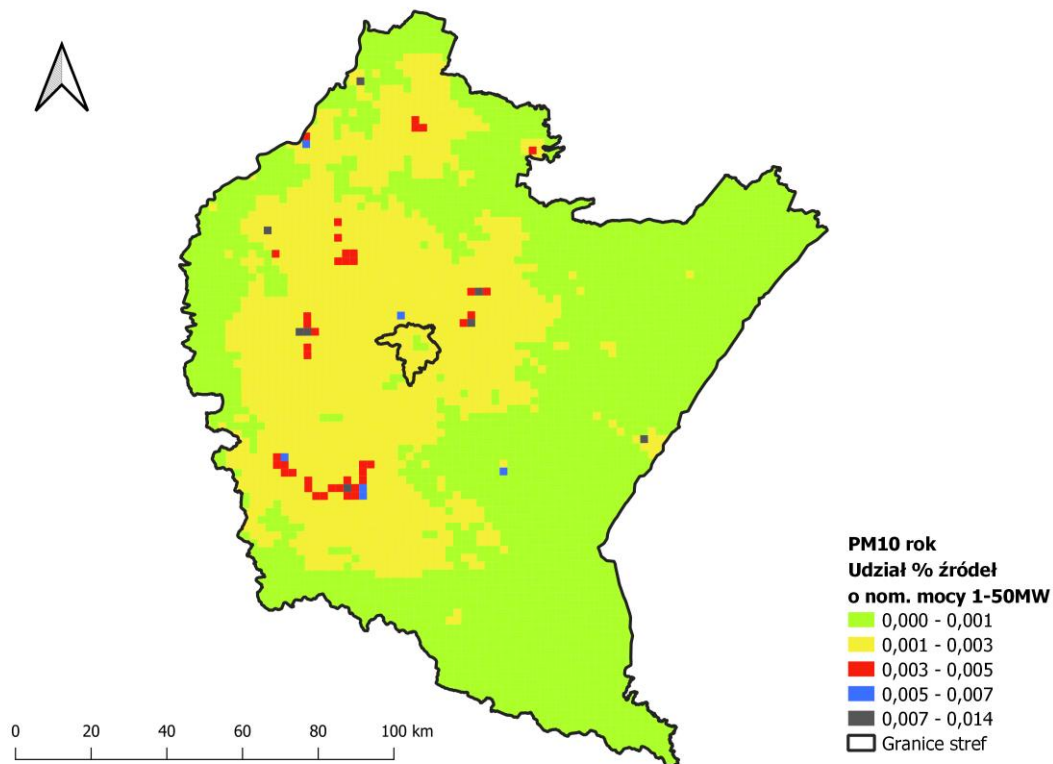 PM10 rok
Udział % źródeł
o nom. mocy 1-50MW
0,000 - 0,001
0,001 - 0,003
0,003 - 0,005
0,005 - 0,007
0,007 - 0,014
Granice stref
0 20 40 60 80 100 km